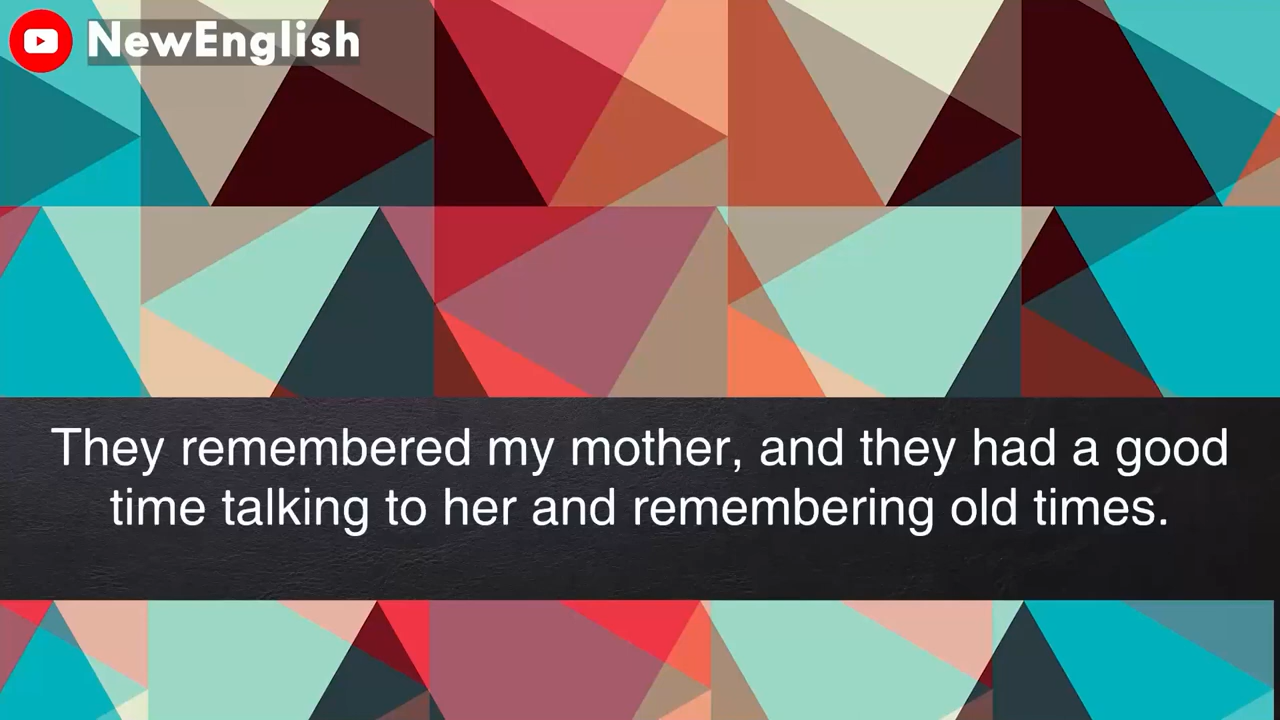 NewEnglish
They remembered my mother, and they had a good
time talking to her and remembering old times.